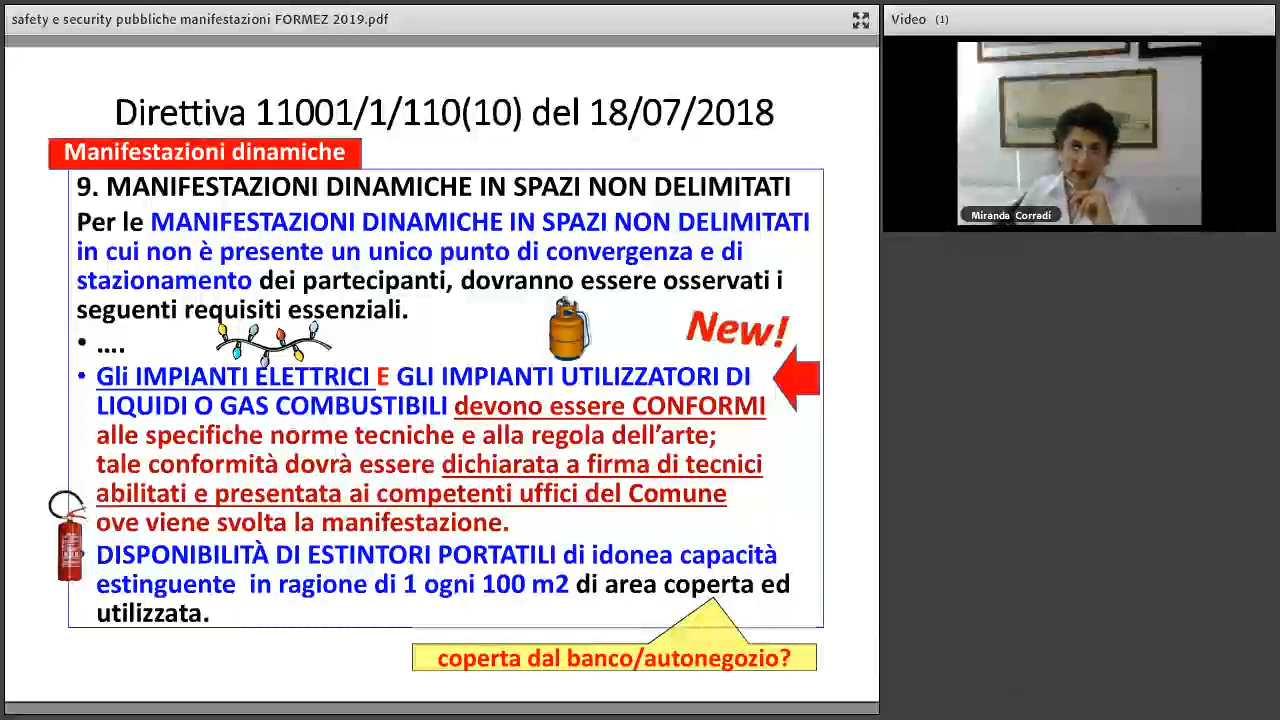 safety e security pubbliche manifestazioni FORMEZ 2019.pdf
Video (1)
Miranda Corradi
Direttiva 11001/1/110(10) del 18/07/2018
Manifestazioni dinamiche
9. MANIFESTAZIONI DINAMICHE IN SPAZI NON DELIMITATI
Per le MANIFESTAZIONI DINAMICHE IN SPAZI NON DELIMITATI
in cui non è presente un unico punto di convergenza e di
stazionamento dei partecipanti, dovranno essere osservati i
seguenti requisiti essenziali.
New!
• ....
• Gli IMPIANTI ELETTRICI E GLI IMPIANTI UTILIZZATORI DI
LIQUIDI O GAS COMBUSTIBILI devono essere CONFORMI
alle specifiche norme tecniche e alla regola dell'arte;
tale conformità dovrà essere dichiarata a firma di tecnici
abilitati e presentata ai competenti uffici del Comune
ove viene svolta la manifestazione.
• DISPONIBILITÀ DI ESTINTORI PORTATILI di idonea capacità
estinguente in ragione di 1 ogni 100 m2 di area coperta ed
utilizzata.
coperta dal banco/autonegozio?